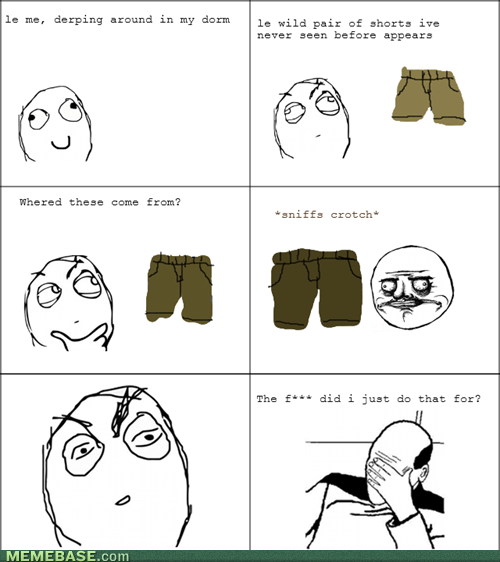 le me, derping around in my dorm
le wild pair of shorts ive
never seen before appears
Whered these come from?
*sniffs crotch*
The f*** did i just do that for?
MEMEBASE.com